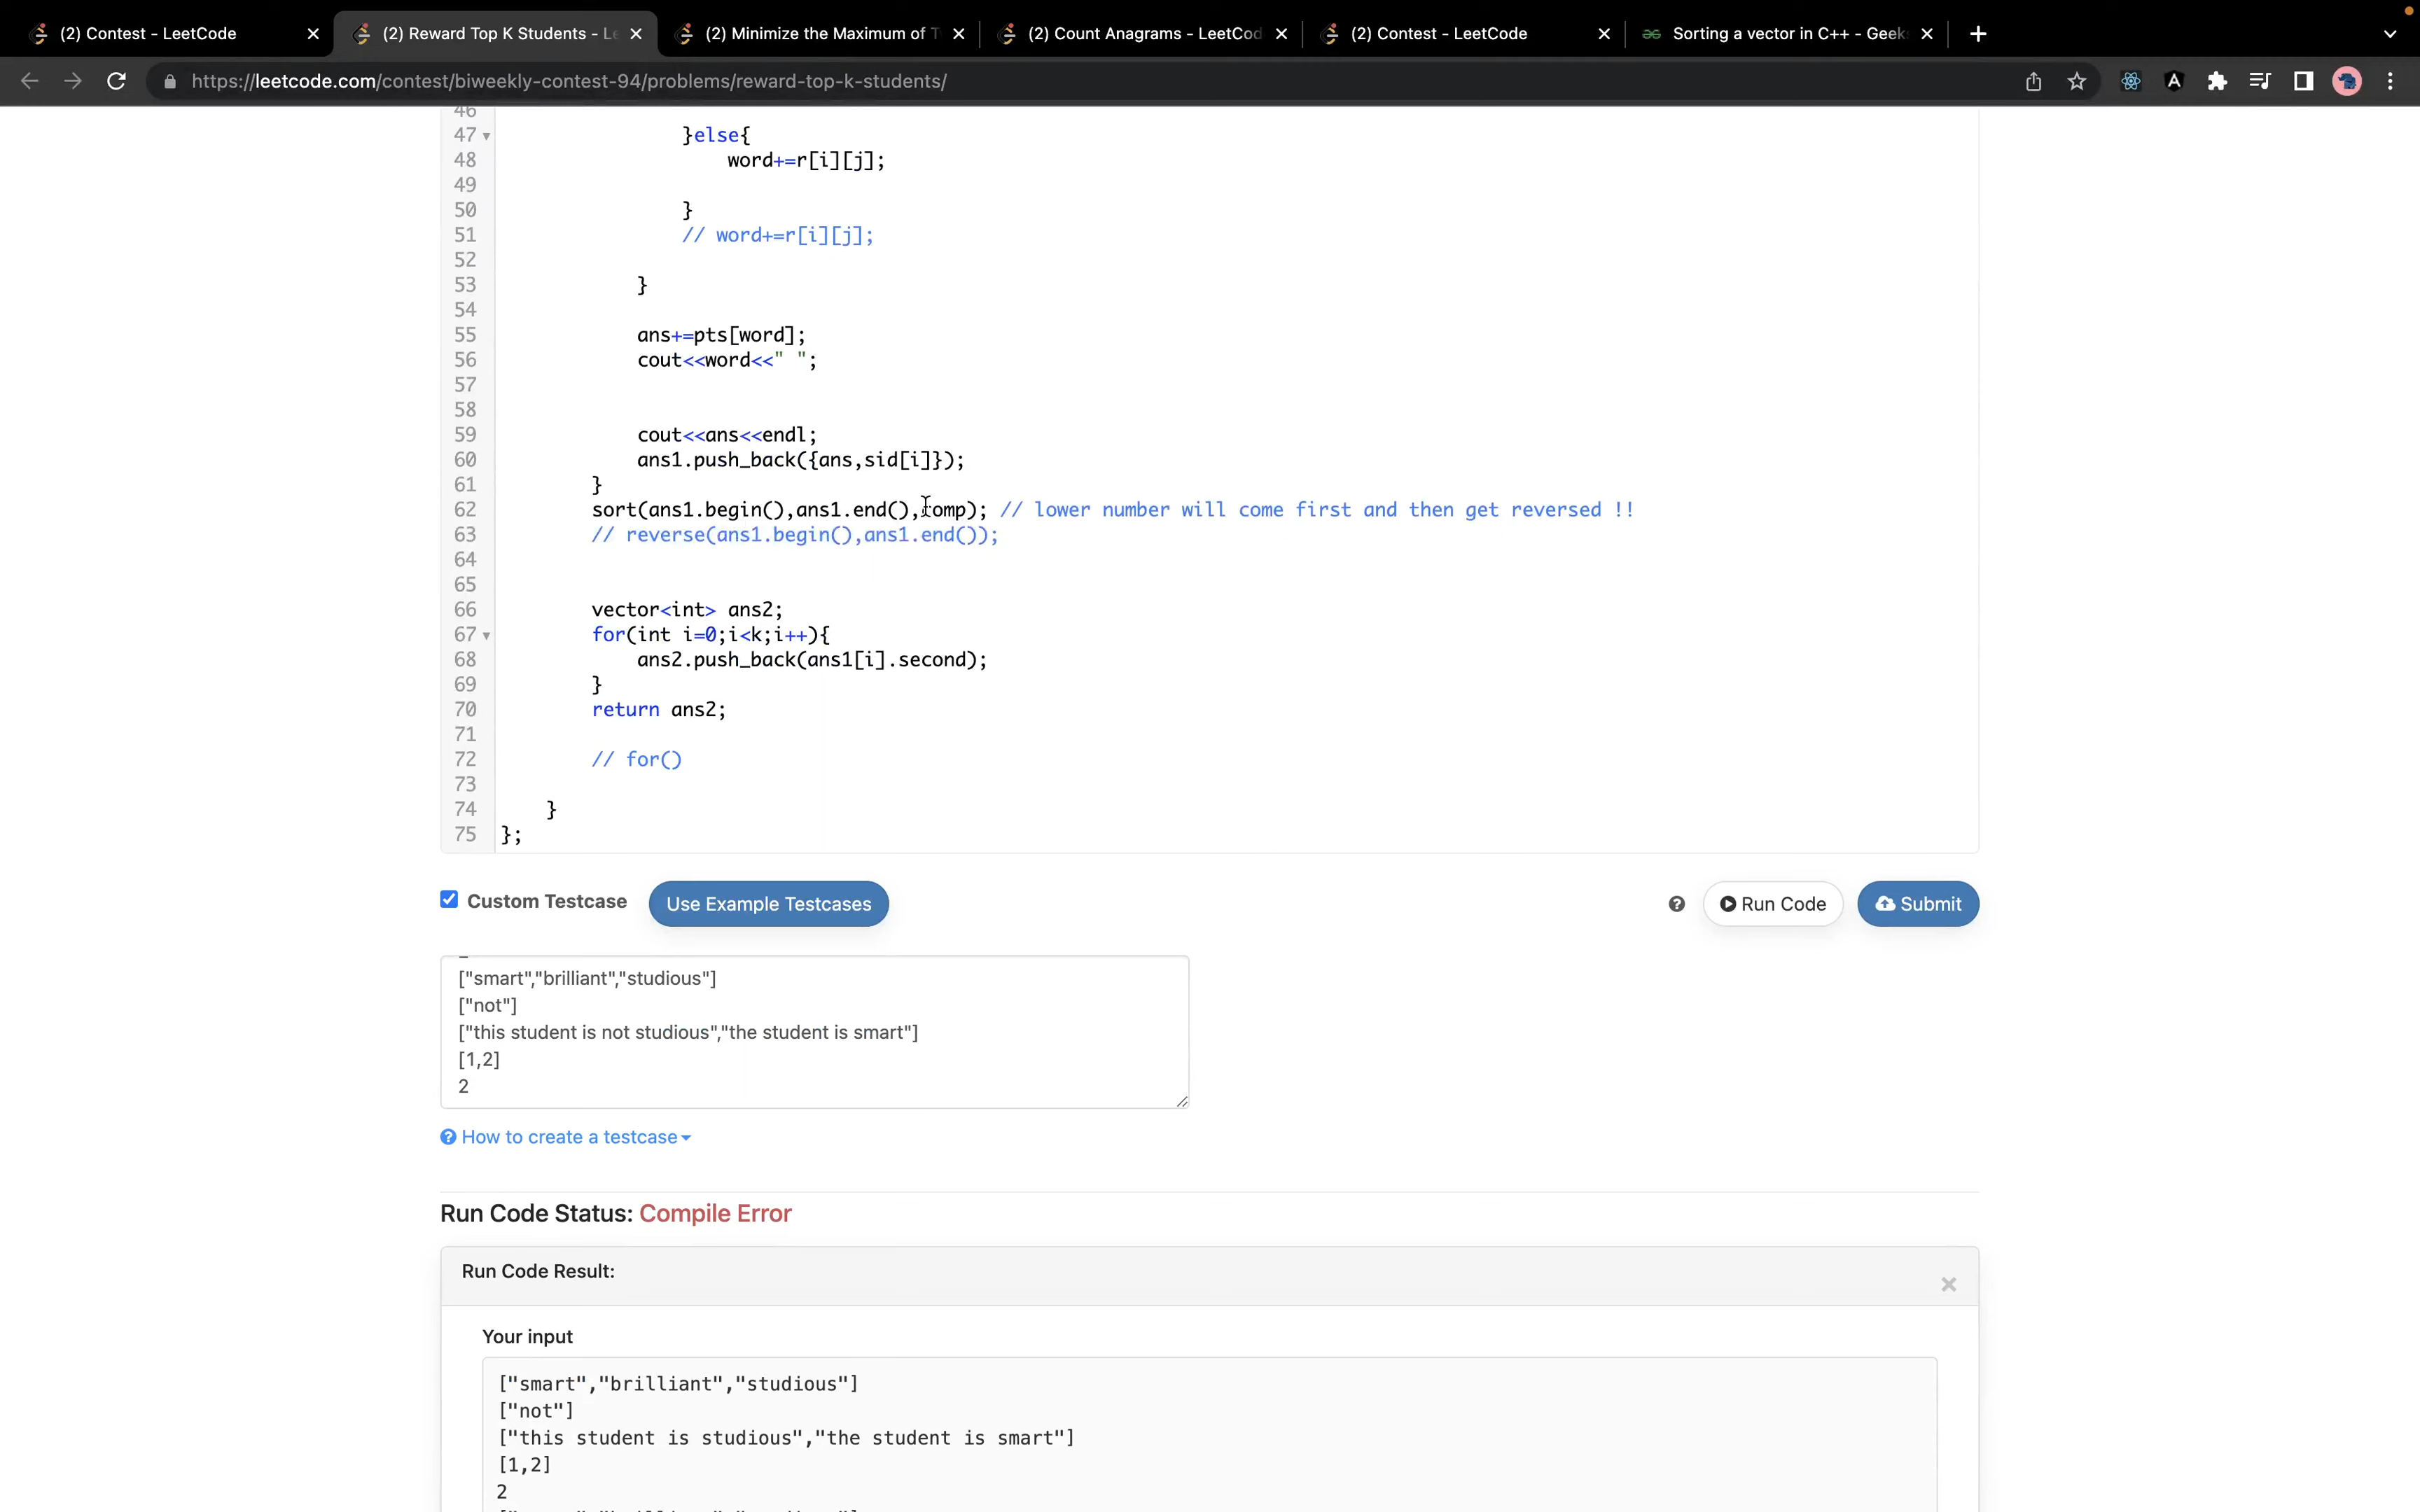 (2) Contest - LeetCode
(2) Reward Top K Students - Le
(2) Minimize the Maximum of T
(2) Count Anagrams - LeetCod
(2) Contest - LeetCode
Sorting a vector in C++ - Geeks
https://leetcode.com/contest/biweekly-contest-94/problems/reward-top-k-students/
46
47 }else{
48 word+=r[i][j];
49
50 }
51 // word+=r[i][j];
52
53 }
54
55 ans+=pts[word];
56 cout<<word<<" ";
57
58
59 cout<<ans<<endl;
60 ans1.push_back({ans,sid[i]});
61 }
62 sort(ans1.begin(),ans1.end(),comp); // lower number will come first and then get reversed !!
63 // reverse(ans1.begin(),ans1.end());
64
65
66 vector<int> ans2;
67 for(int i=0;i<k;i++){
68 ans2.push_back(ans1[i].second);
69 }
70 return ans2;
71
72 // for()
73
74 }
75 };
Custom Testcase
Use Example Testcases
Run Code
Submit
["smart","brilliant","studious"]
["not"]
["this student is not studious","the student is smart"]
[1,2]
2
How to create a testcase
Run Code Status: Compile Error
Run Code Result:
Your input
["smart","brilliant","studious"]
["not"]
["this student is studious","the student is smart"]
[1,2]
2